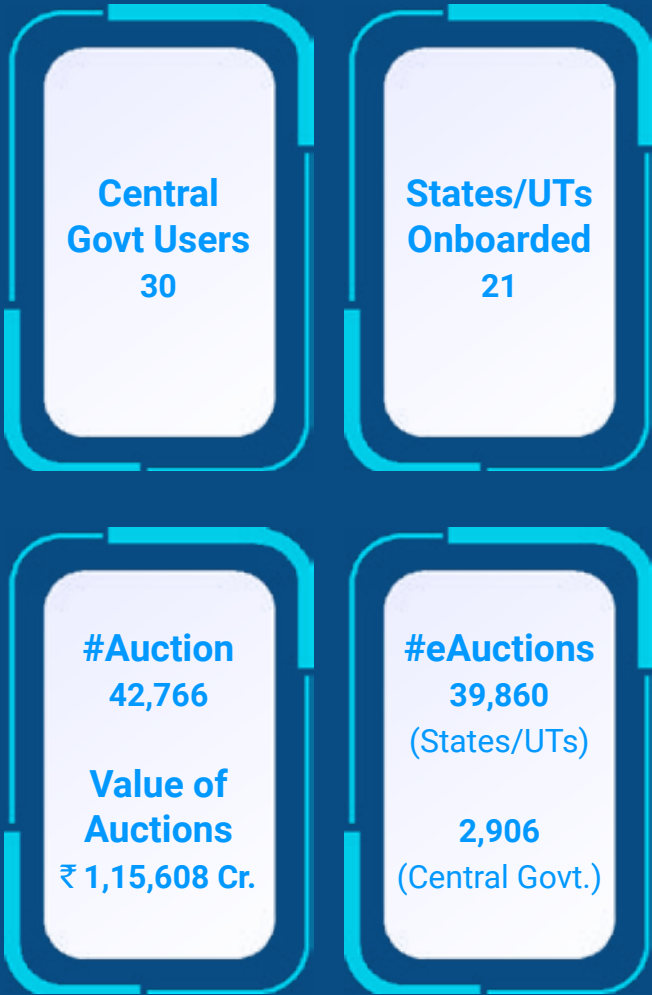 Central
Govt Users
30
States/UTs
Onboarded
21
#Auction
42,766
Value of
Auctions
₹ 1,15,608 Cr.
#eAuctions
39,860
(States/UTs)
2,906
(Central Govt.)